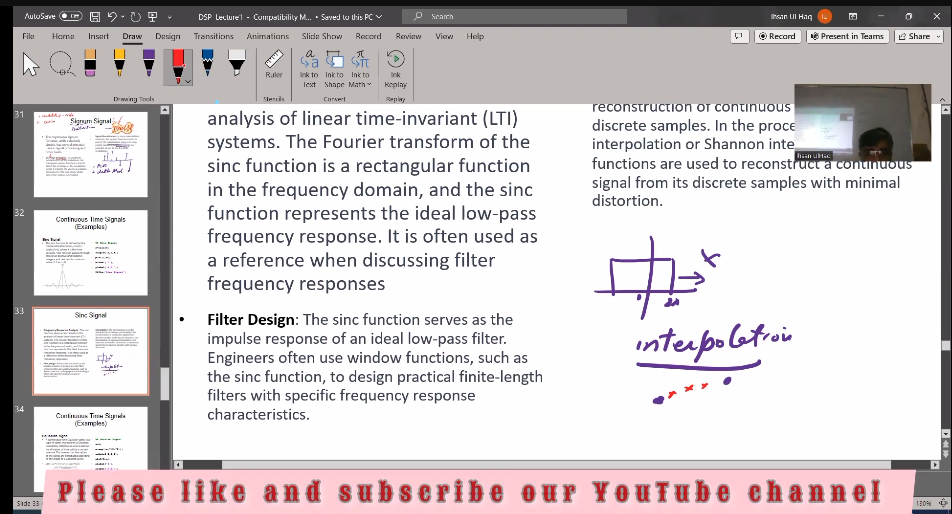 AutoSave Off
DSP_Lecture1 - Compatibility M... • Saved to this PC
Search
Ihsan Ul Haq
File Home Insert Draw Design Transitions Animations Slide Show Record Review View Help
Record Present in Teams Share
Ruler
Ink to Text
Ink to Shape
Ink to Math
Ink Replay
Drawing Tools Stencils Convert Replay
31
Signum Signal
32
Continuous Time Signals
(Examples)
33
Sinc Signal
34
Continuous Time Signals
(Examples)
analysis of linear time-invariant (LTI)
systems. The Fourier transform of the
sinc function is a rectangular function
in the frequency domain, and the sinc
function represents the ideal low-pass
frequency response. It is often used as
a reference when discussing filter
frequency responses
• Filter Design: The sinc function serves as the
impulse response of an ideal low-pass filter.
Engineers often use window functions, such as
the sinc function, to design practical finite-length
filters with specific frequency response
characteristics.
reconstruction of continuous
discrete samples. In the proce
interpolation or Shannon inte
functions are used to reconstruct a continuous
signal from its discrete samples with minimal
distortion.
Ihsan UlHaq
interpolation
Slide 33
130%
Please like and subscribe our YouTube channel